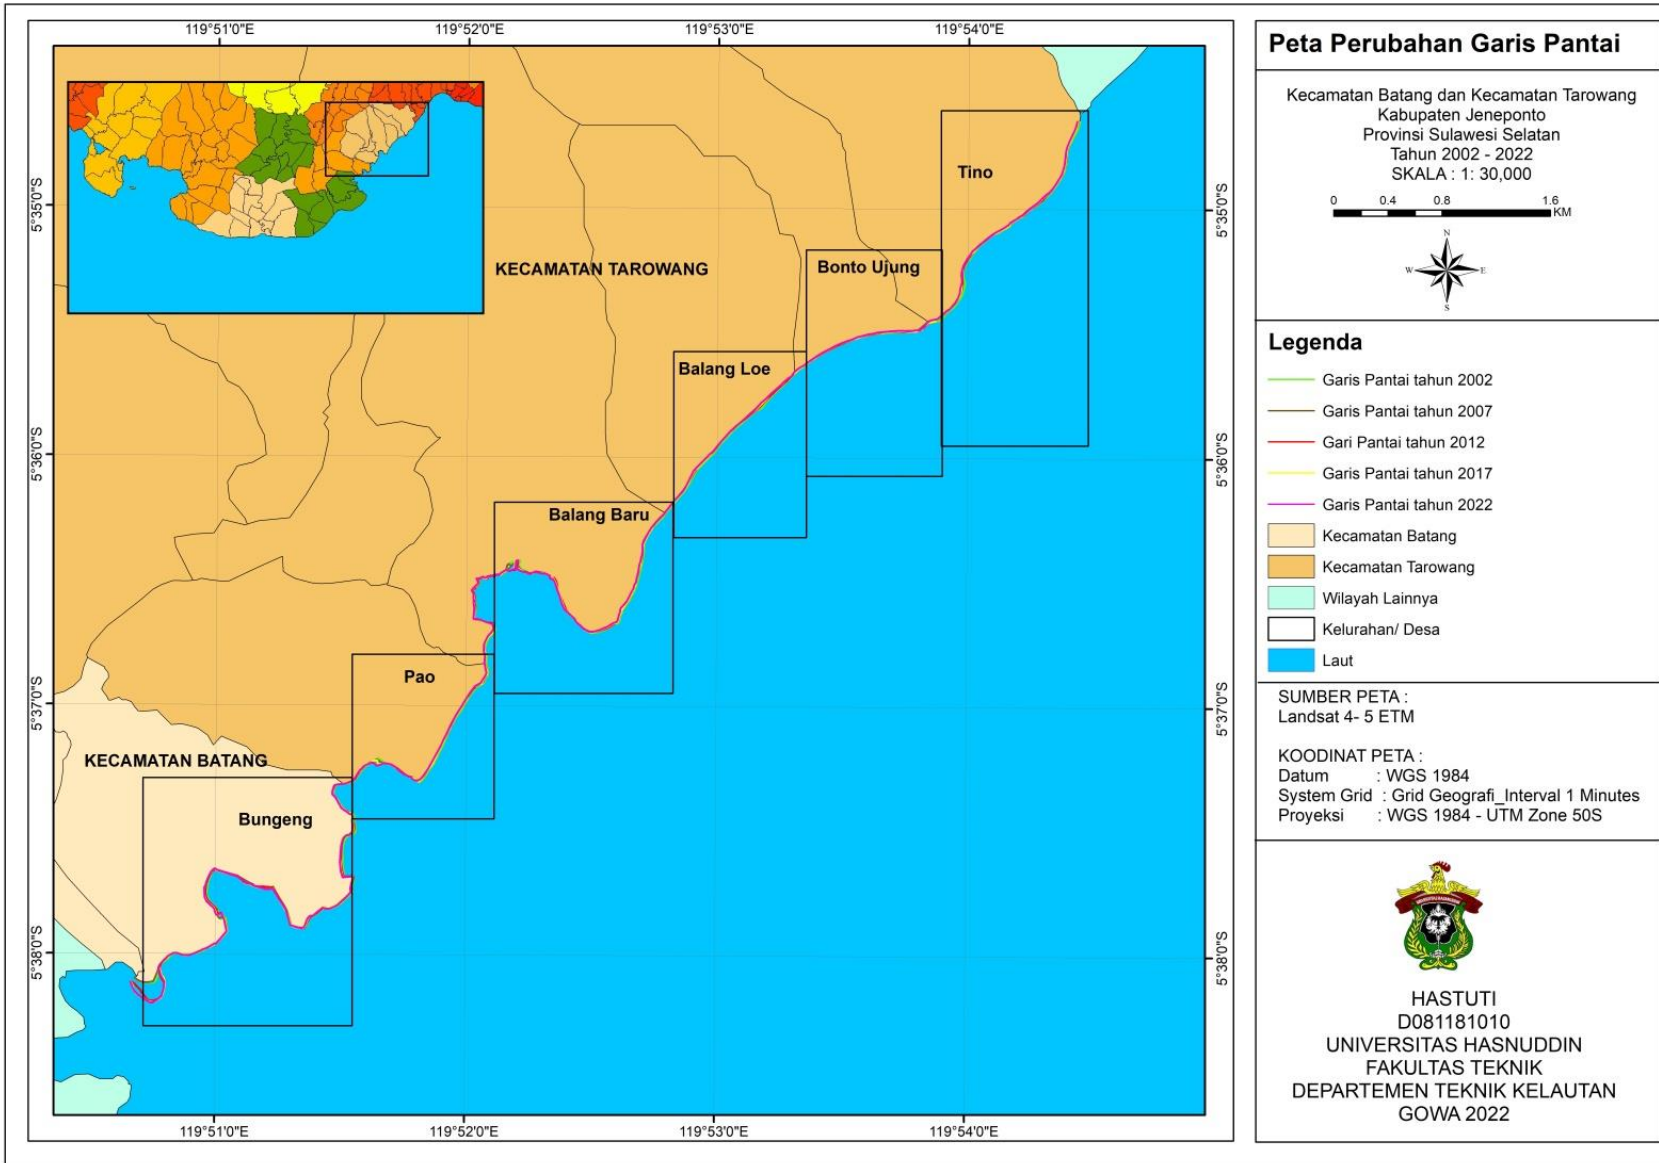 119°51'0"E 119°52'0"E 119°53'0"E 119°54'0"E
5°35'0"S
5°36'0"S
5°37'0"S
5°38'0"S
KECAMATAN TAROWANG
Tino
Bonto Ujung
Balang Loe
Balang Baru
Pao
KECAMATAN BATANG
Bungeng
5°35'0"S
5°36'0"S
5°37'0"S
5°38'0"S
119°51'0"E 119°52'0"E 119°53'0"E 119°54'0"E
Peta Perubahan Garis Pantai
Kecamatan Batang dan Kecamatan Tarowang
Kabupaten Jeneponto
Provinsi Sulawesi Selatan
Tahun 2002 - 2022
SKALA : 1: 30,000
0 0.4 0.8 1.6
KM
N
W E
S
Legenda
Garis Pantai tahun 2002
Garis Pantai tahun 2007
Gari Pantai tahun 2012
Garis Pantai tahun 2017
Garis Pantai tahun 2022
Kecamatan Batang
Kecamatan Tarowang
Wilayah Lainnya
Kelurahan/ Desa
Laut
SUMBER PETA :
Landsat 4- 5 ETM
KOODINAT PETA :
Datum : WGS 1984
System Grid : Grid Geografi_Interval 1 Minutes
Proyeksi : WGS 1984 - UTM Zone 50S
HASTUTI
D081181010
UNIVERSITAS HASNUDDIN
FAKULTAS TEKNIK
DEPARTEMEN TEKNIK KELAUTAN
GOWA 2022